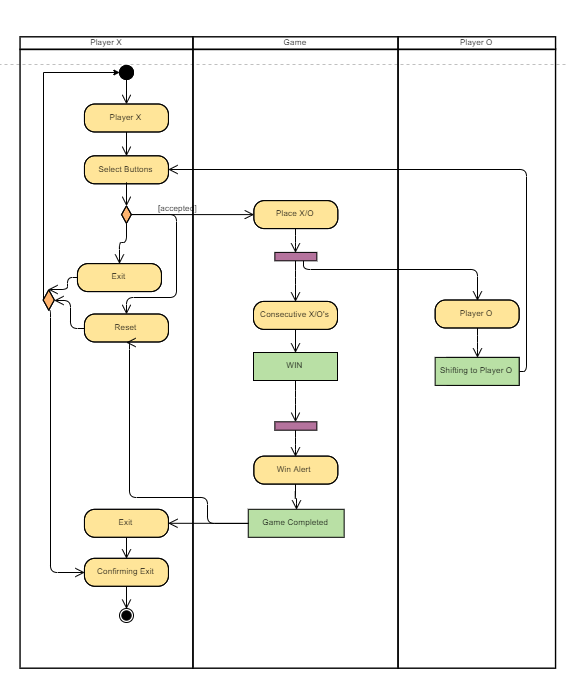 Player X
Game
Player O
Player X
Select Buttons
[accepted]
Place X/O
Exit
Consecutive X/O's
Player O
Reset
WIN
Shifting to Player O
Win Alert
Exit
Game Completed
Confirming Exit